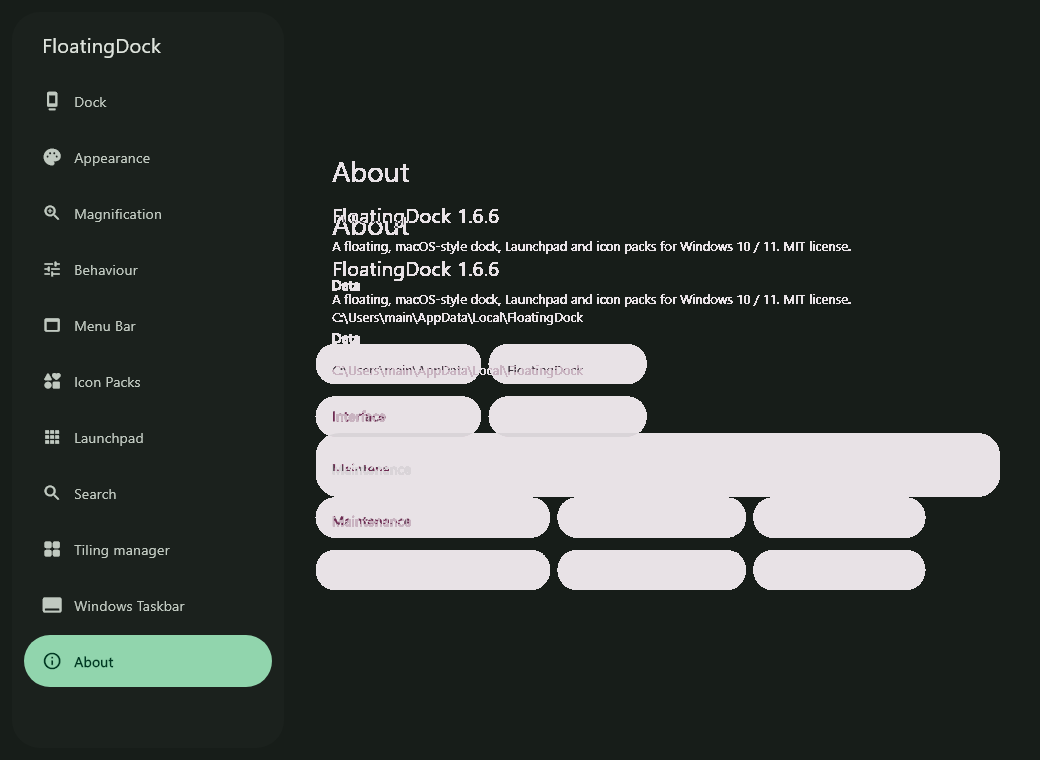 FloatingDock
Dock
Appearance
Magnification
Behaviour
Menu Bar
Icon Packs
Launchpad
Search
Tiling manager
Windows Taskbar
About
About
FloatingDock 1.6.6
About
A floating, macOS-style dock, Launchpad and icon packs for Windows 10 / 11. MIT license.
FloatingDock 1.6.6
Data
A floating, macOS-style dock, Launchpad and icon packs for Windows 10 / 11. MIT license.
C:\Users\main\AppData\Local\FloatingDock
Data
C:\Users\main\AppData\Local\FloatingDock
Interface
Maintenance
Maintenance